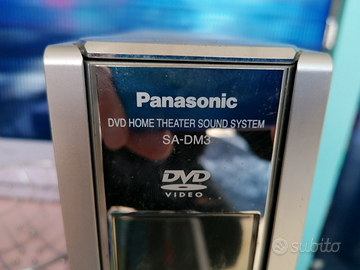 Panasonic
DVD HOME THEATER SOUND SYSTEM
SA-DM3
DVD
VIDEO
subito